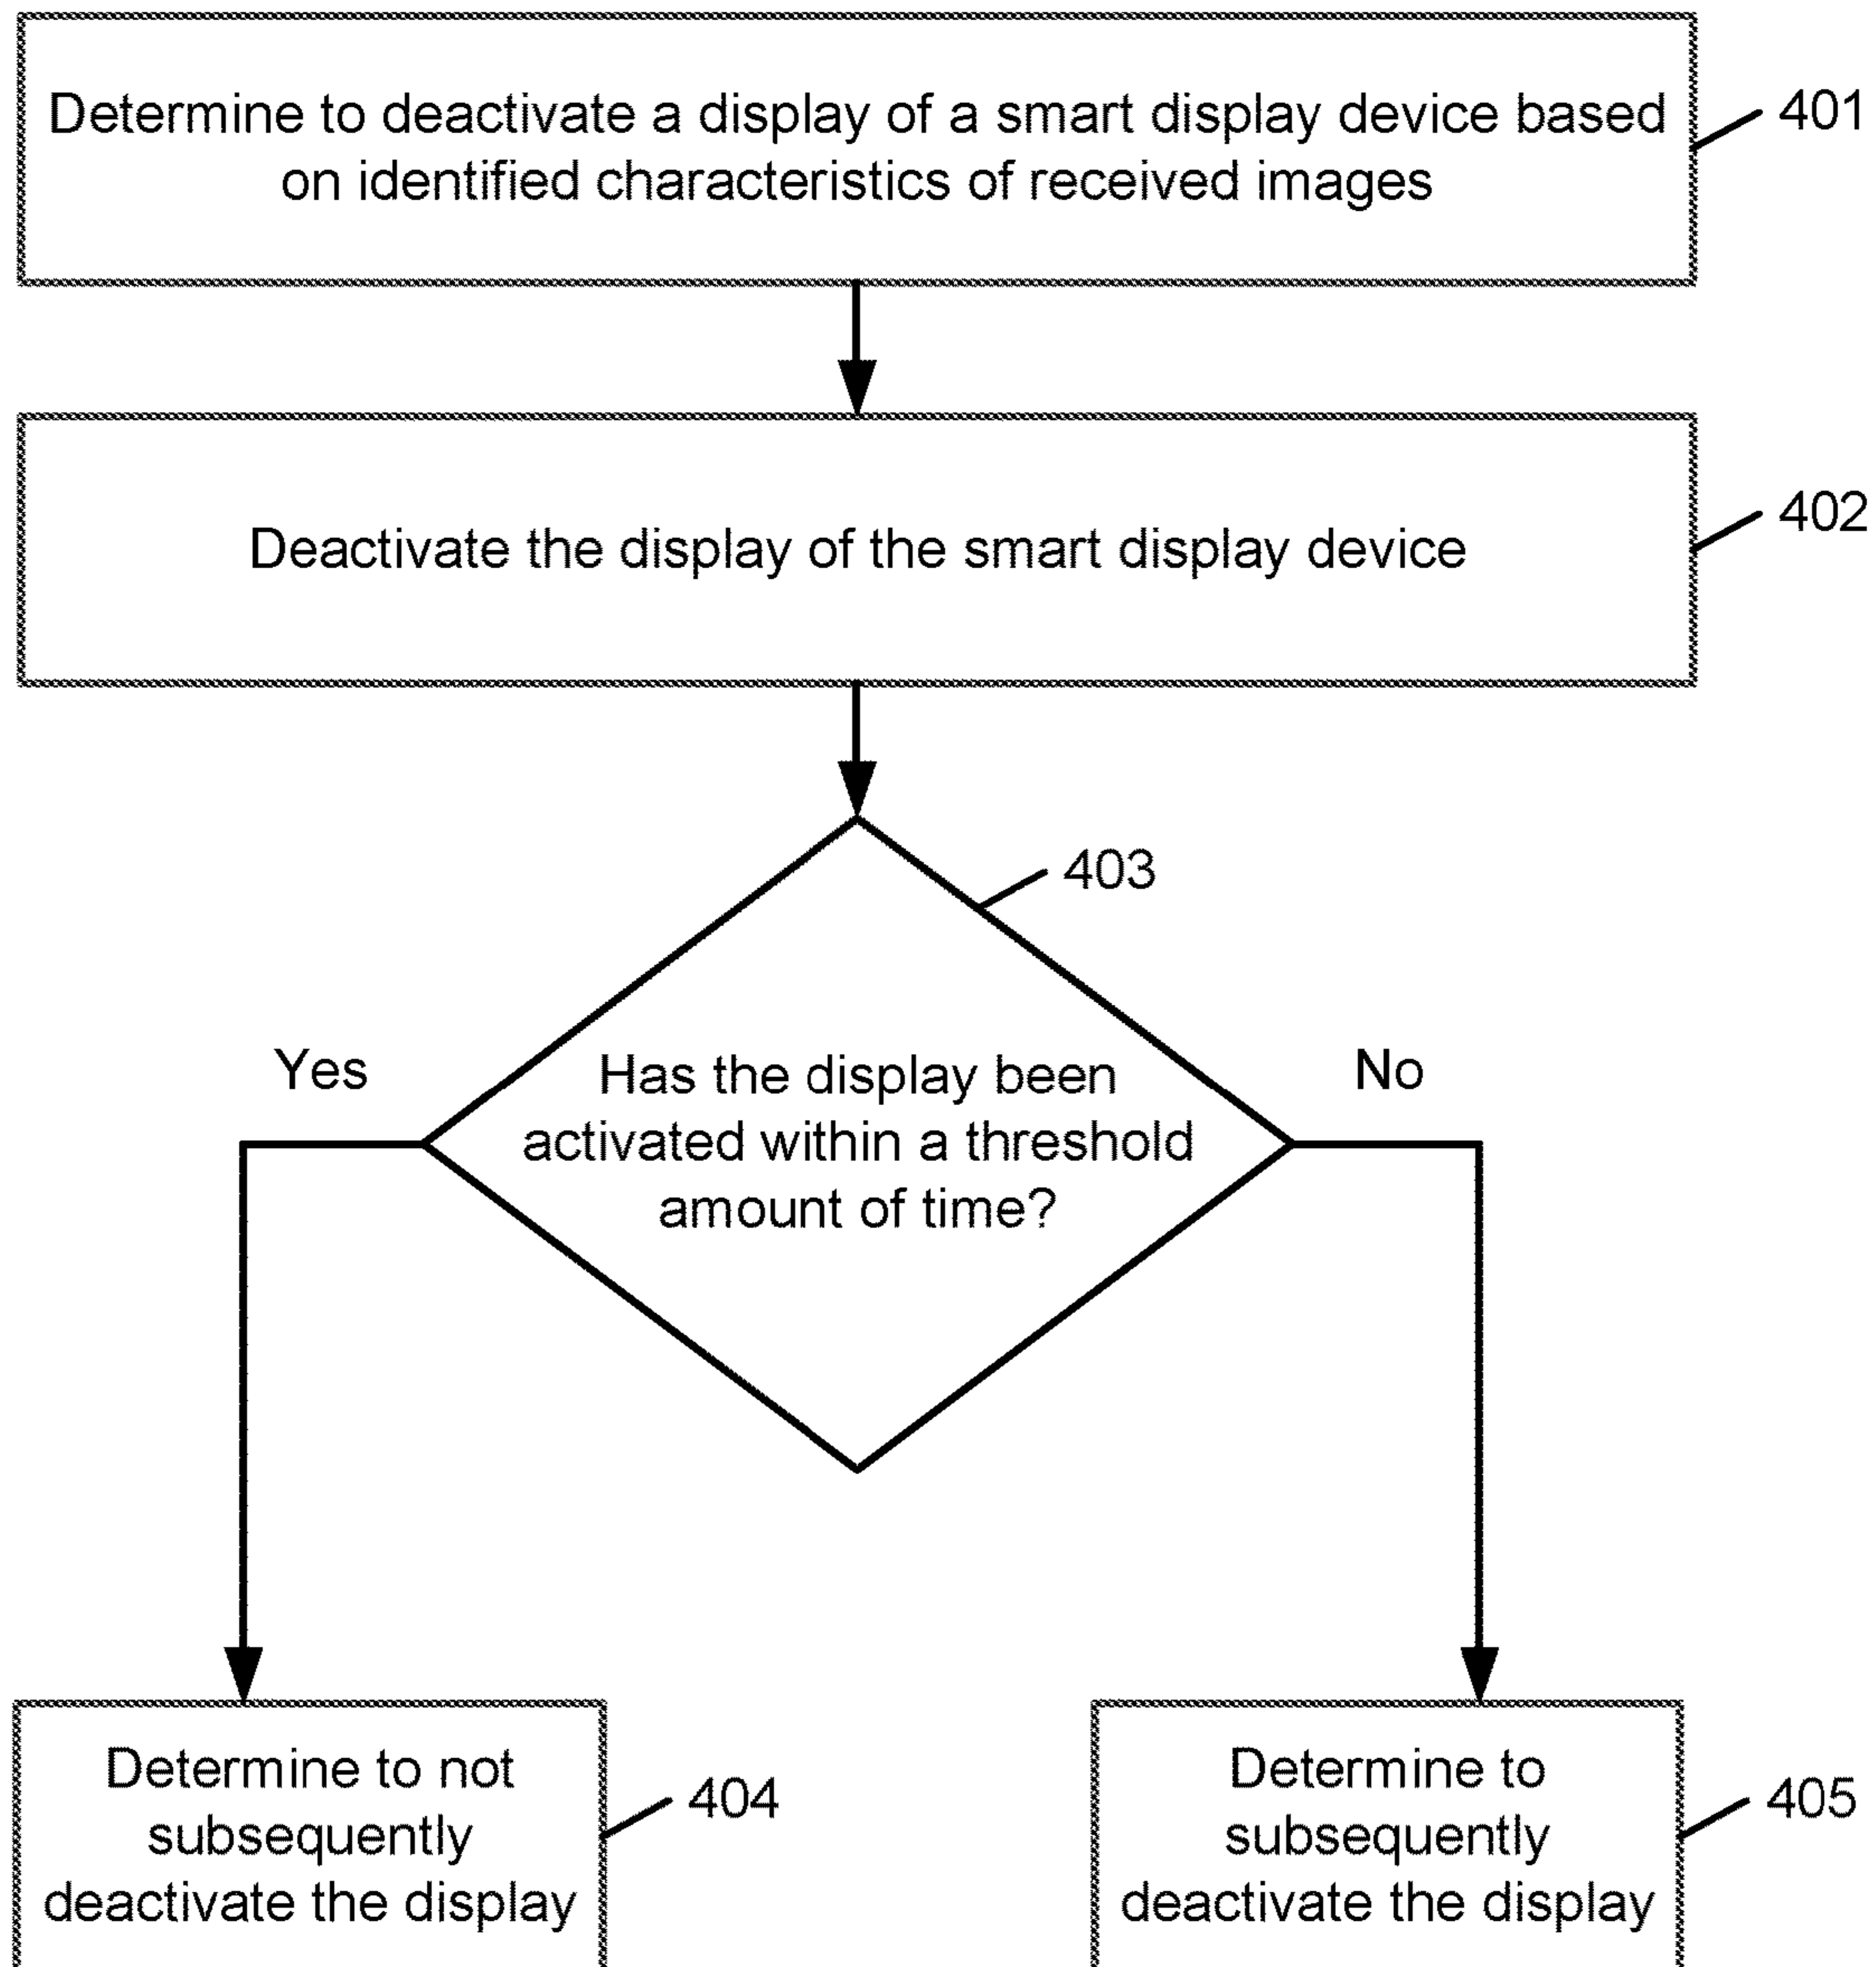 Determine to deactivate a display of a smart display device based
on identified characteristics of received images
401
Deactivate the display of the smart display device
402
403
Yes
No
Has the display been
activated within a threshold
amount of time?
Determine to not
subsequently
deactivate the display
404
Determine to
subsequently
deactivate the display
405